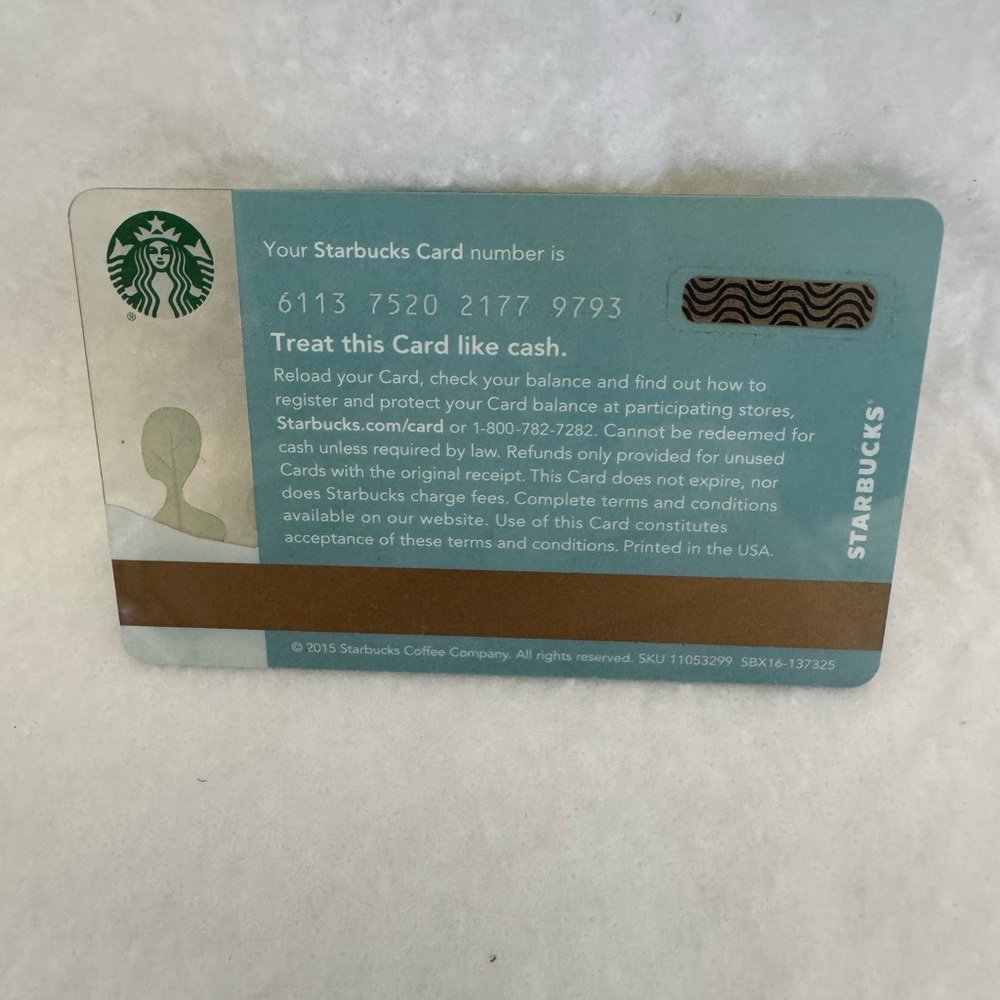 Your Starbucks Card number is
6113 7520 2177 9793
Treat this Card like cash.
Reload your Card, check your balance and find out how to
register and protect your Card balance at participating stores,
Starbucks.com/card or 1-800-782-7282. Cannot be redeemed for
cash unless required by law. Refunds only provided for unused
Cards with the original receipt. This Card does not expire, nor
does Starbucks charge fees. Complete terms and conditions
available on our website. Use of this Card constitutes
acceptance of these terms and conditions. Printed in the USA.
STARBUCKS
© 2015 Starbucks Coffee Company. All rights reserved. SKU 11053299 SBX16-137325
®